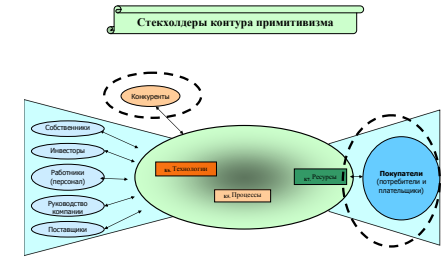 Стекхолдеры контура примитивизма
Конкуренты
Собственники
Инвесторы
Работники
(персонал)
Руководство
компании
Поставщики
Технологии
Процессы
Ресурсы
Покупатели
(потребители и
плательщики)